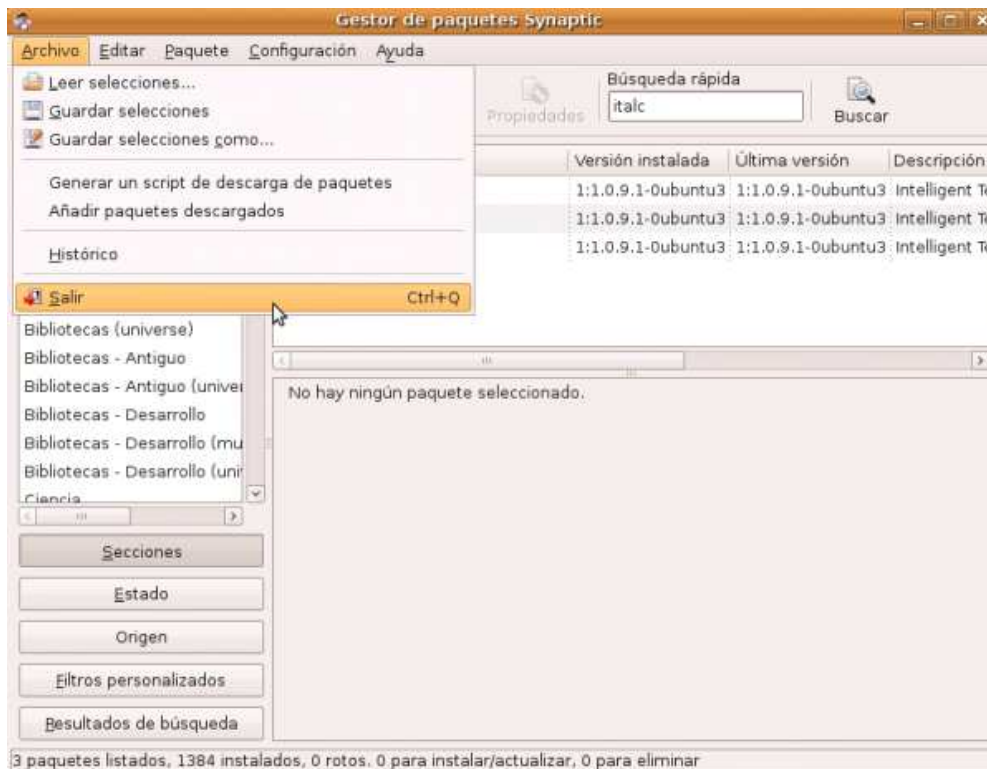 Gestor de paquetes Synaptic
Archivo Editar Paquete Configuración Ayuda
Leer selecciones...
Guardar selecciones
Guardar selecciones como...
Generar un script de descarga de paquetes
Añadir paquetes descargados
Histórico
Salir Ctrl+Q
Propiedades
Búsqueda rápida
italc
Buscar
Versión instalada Última versión Descripción
1:1.0.9.1-0ubuntu3 1:1.0.9.1-0ubuntu3 Intelligent
1:1.0.9.1-0ubuntu3 1:1.0.9.1-0ubuntu3 Intelligent
1:1.0.9.1-0ubuntu3 1:1.0.9.1-0ubuntu3 Intelligent
Bibliotecas (universe)
Bibliotecas - Antiguo
Bibliotecas - Antiguo (univer
Bibliotecas - Desarrollo
Bibliotecas - Desarrollo (mu
Bibliotecas - Desarrollo (uni
Ciencia
No hay ningún paquete seleccionado.
Secciones
Estado
Origen
Filtros personalizados
Resultados de búsqueda
3 paquetes listados, 1384 instalados, 0 rotos. 0 para instalar/actualizar, 0 para eliminar